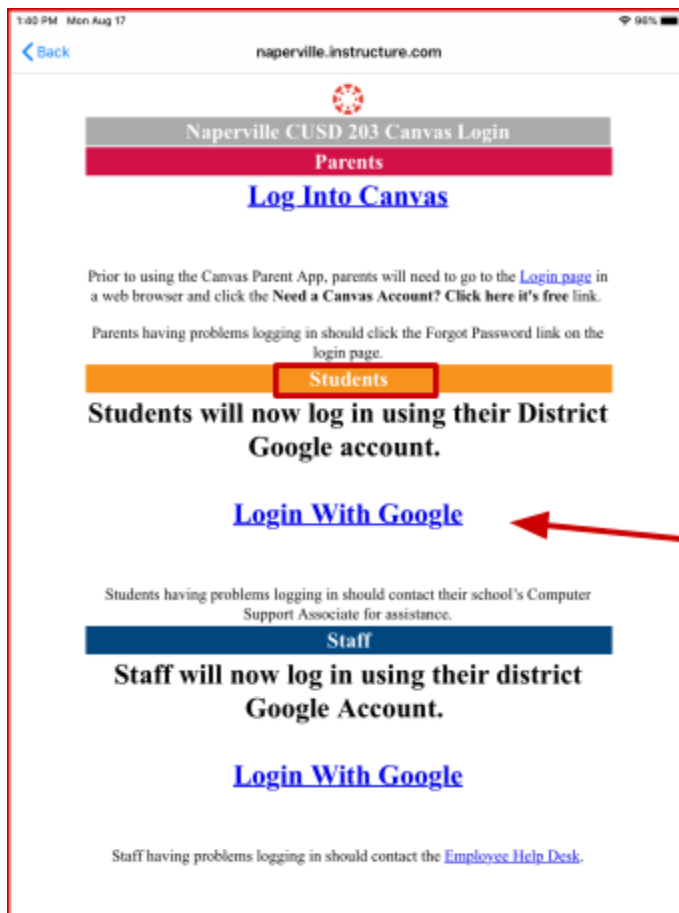 1:40 PM Mon Aug 17
96%
Back
naperville.instructure.com
Naperville CUSD 203 Canvas Login
Parents
Log Into Canvas
Prior to using the Canvas Parent App, parents will need to go to the Login page in
a web browser and click the Need a Canvas Account? Click here it's free link.
Parents having problems logging in should click the Forgot Password link on the
login page.
Students
Students will now log in using their District
Google account.
Login With Google
Students having problems logging in should contact their school's Computer
Support Associate for assistance.
Staff
Staff will now log in using their district
Google Account.
Login With Google
Staff having problems logging in should contact the Employee Help Desk.